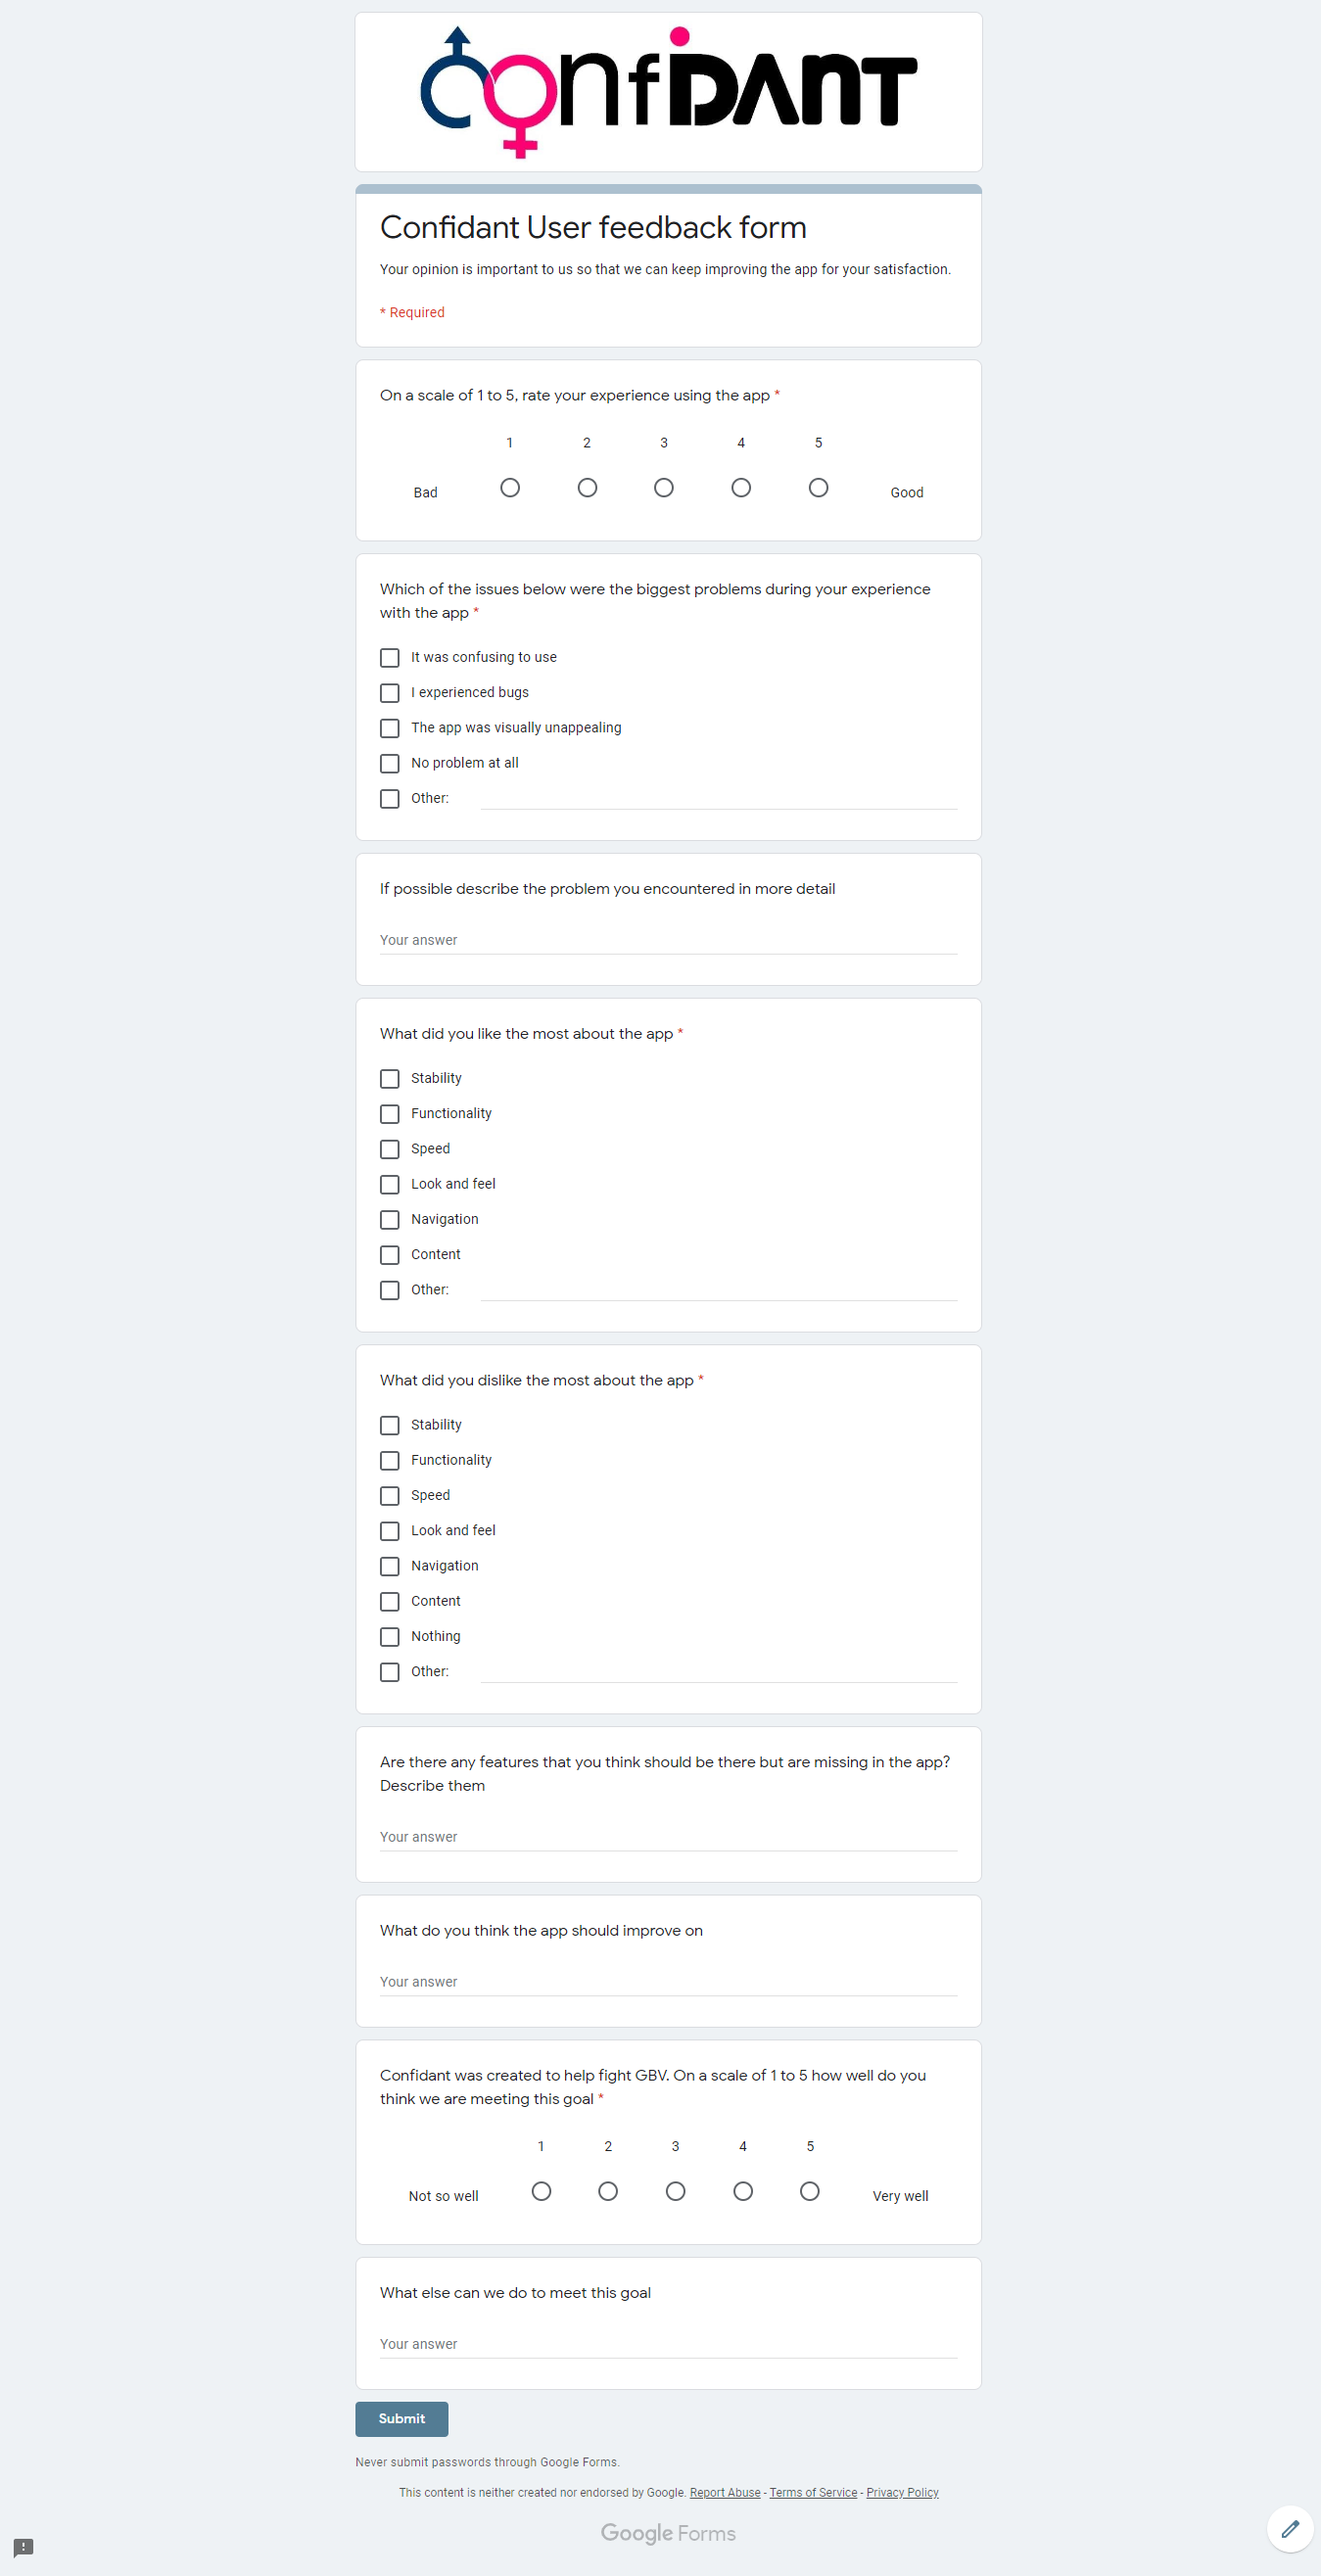 ConfiDANT
Confidant User feedback form
Your opinion is important to us so that we can keep improving the app for your satisfaction.
* Required
On a scale of 1 to 5, rate your experience using the app *
1 2 3 4 5
Bad Good
Which of the issues below were the biggest problems during your experience
with the app *
It was confusing to use
I experienced bugs
The app was visually unappealing
No problem at all
Other:
If possible describe the problem you encountered in more detail
Your answer
What did you like the most about the app *
Stability
Functionality
Speed
Look and feel
Navigation
Content
Other:
What did you dislike the most about the app *
Stability
Functionality
Speed
Look and feel
Navigation
Content
Nothing
Other:
Are there any features that you think should be there but are missing in the app?
Describe them
Your answer
What do you think the app should improve on
Your answer
Confidant was created to help fight GBV. On a scale of 1 to 5 how well do you
think we are meeting this goal *
1 2 3 4 5
Not so well Very well
What else can we do to meet this goal
Your answer
Submit
Never submit passwords through Google Forms.
This content is neither created nor endorsed by Google. Report Abuse - Terms of Service - Privacy Policy
Google Forms